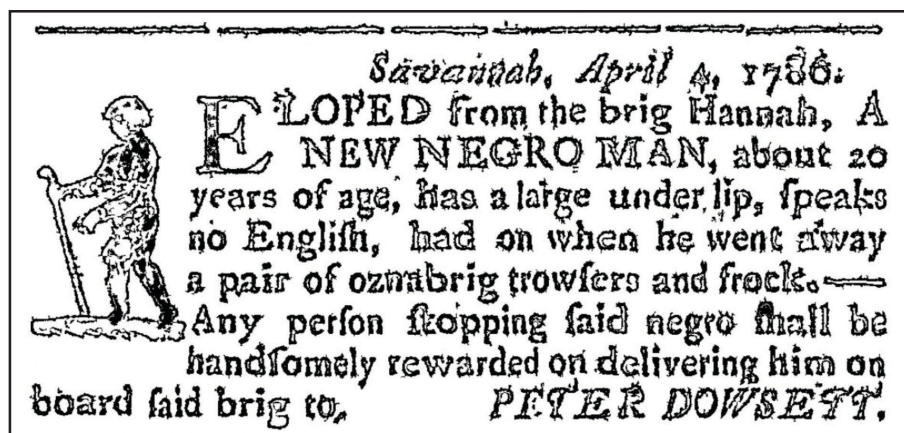 Savannah, April 4, 1786.
ELOPED from the brig Hannah, A
NEW NEGRO MAN, about 20
years of age, has a large under lip, ſpeaks
no Engliſh, had on when he went away
a pair of oznabrig trowſers and frock.—
Any perſon ſtopping ſaid negro ſhall be
handſomely rewarded on delivering him on
board ſaid brig to, PETER DOWSETT.